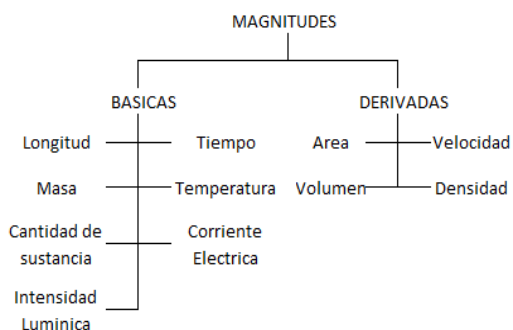 MAGNITUDES
BASICAS
DERIVADAS
Longitud
Tiempo
Area
Velocidad
Masa
Temperatura
Volumen
Densidad
Cantidad de
sustancia
Corriente
Electrica
Intensidad
Luminica